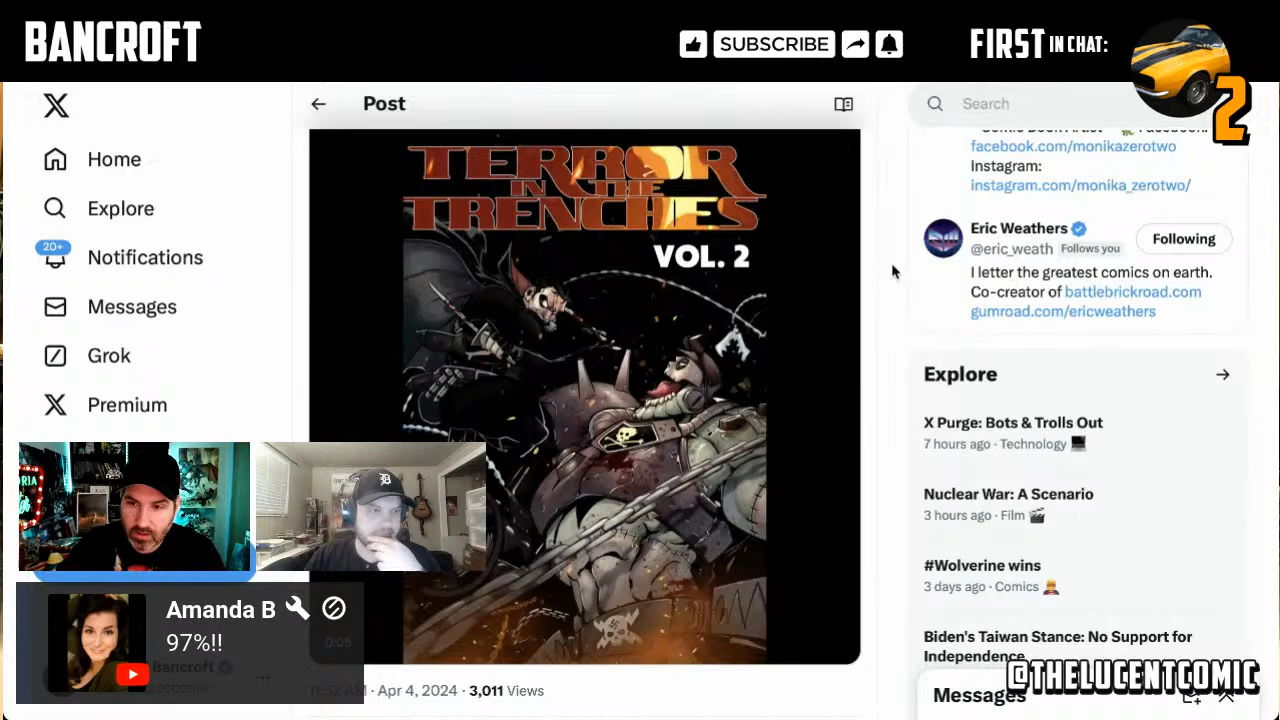 BANCROFT
SUBSCRIBE
FIRST IN CHAT:
2
Home
Explore
Notifications
20+
Messages
Grok
Premium
Post
TERROR
IN THE
TRENCHES
VOL. 2
0:05
Apr 4, 2024 · 3,011 Views
Search
facebook.com/monikazerotwo
Instagram:
instagram.com/monika_zerotwo/
Eric Weathers
@eric_weath Follows you
Following
I letter the greatest comics on earth.
Co-creator of battlebrickroad.com
gumroad.com/ericweathers
Explore
X Purge: Bots & Trolls Out
7 hours ago · Technology
Nuclear War: A Scenario
3 hours ago · Film
#Wolverine wins
3 days ago · Comics
Biden's Taiwan Stance: No Support for
Independence
Messages
@THELUCENTCOMIC
Amanda B
97%!!
Bancroft